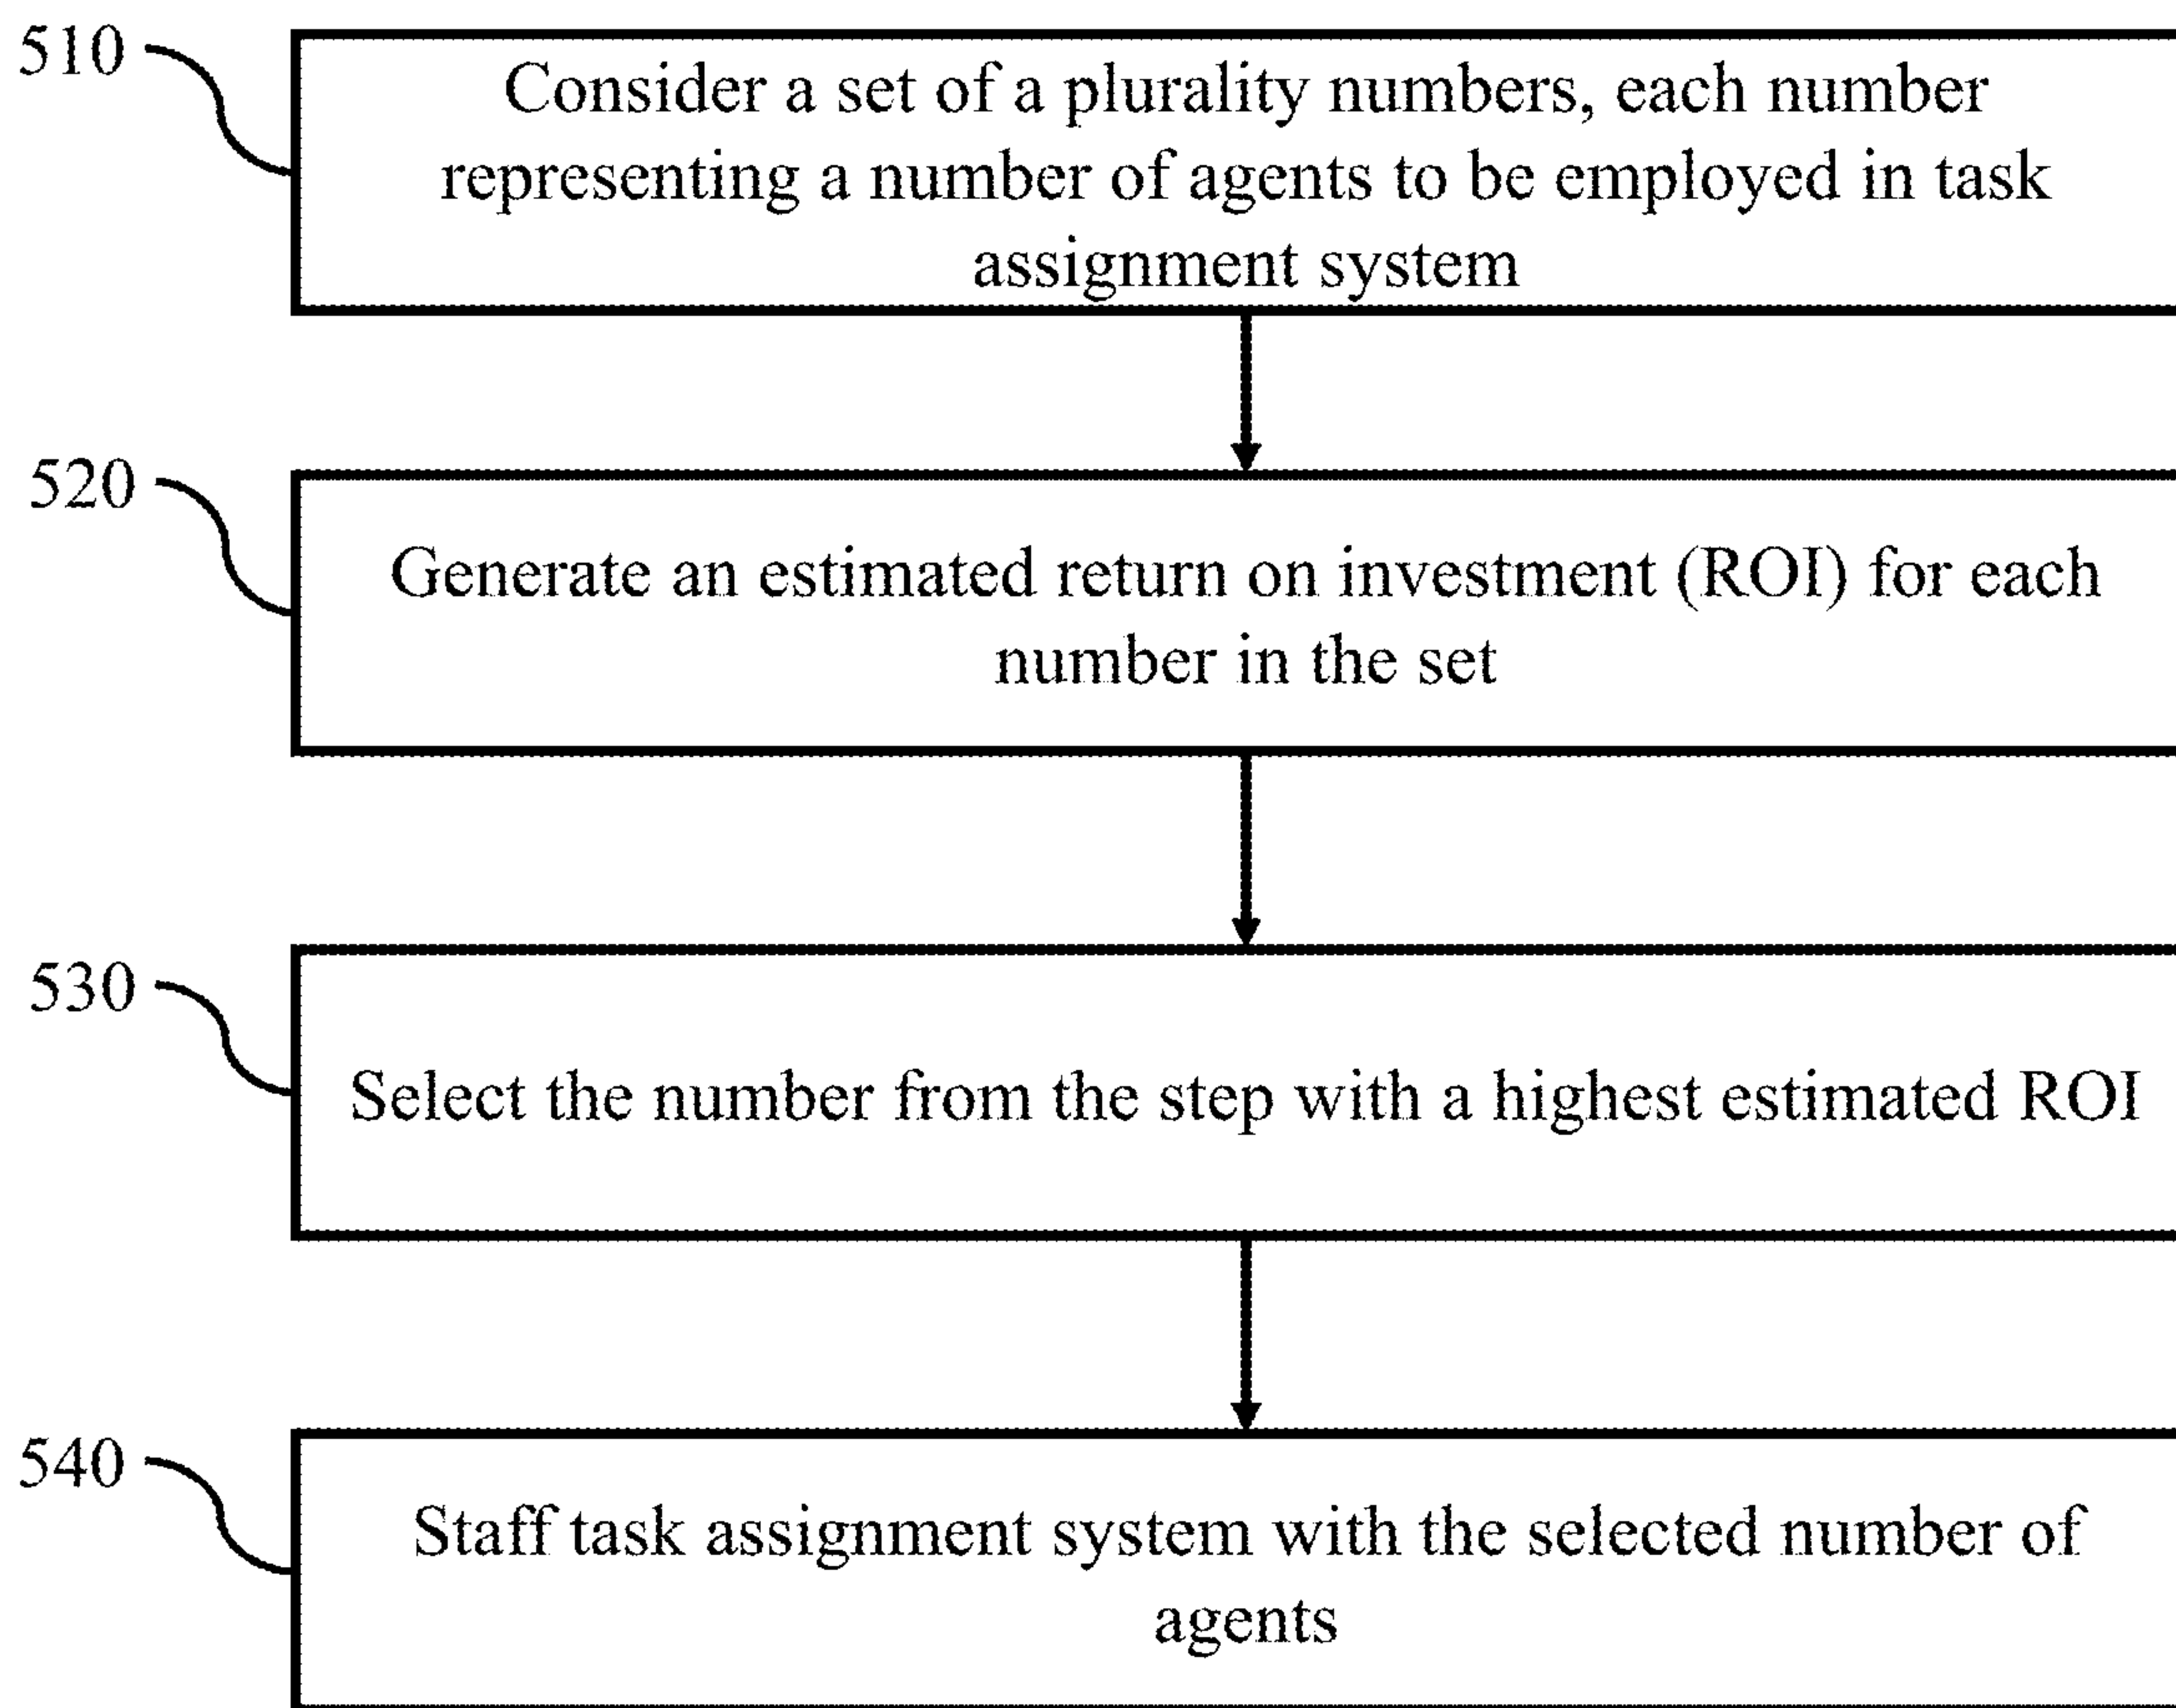 510
Consider a set of a plurality numbers, each number
representing a number of agents to be employed in task
assignment system
520
Generate an estimated return on investment (ROI) for each
number in the set
530
Select the number from the step with a highest estimated ROI
540
Staff task assignment system with the selected number of
agents